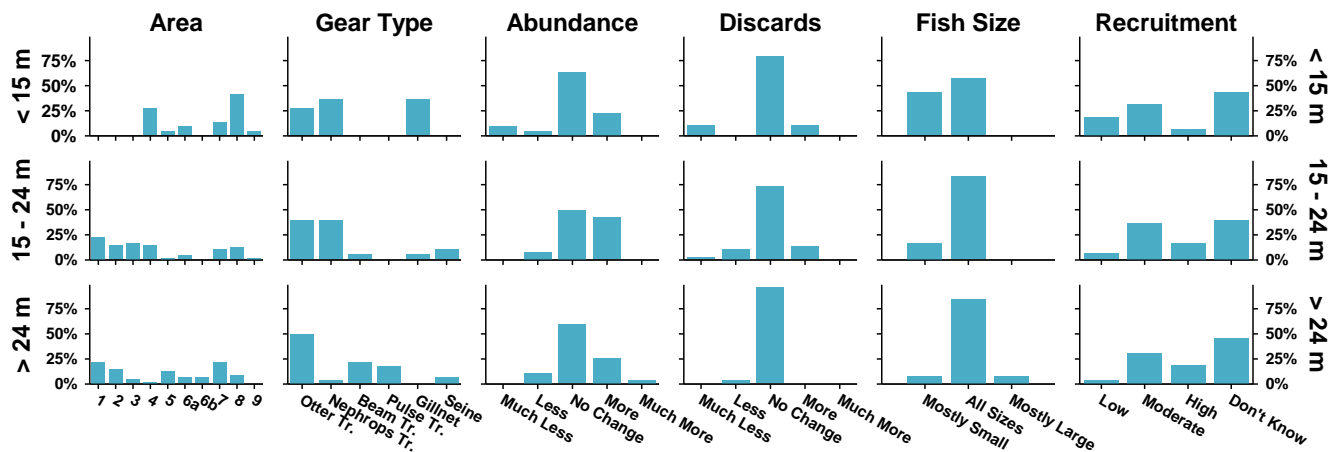 Area Gear Type Abundance Discards Fish Size Recruitment
< 15 m
75%
50%
25%
0%
75%
50%
25%
0%
< 15 m
15 - 24 m
75%
50%
25%
0%
75%
50%
25%
0%
15 - 24 m
> 24 m
75%
50%
25%
0%
75%
50%
25%
0%
> 24 m
1 2 3 4 5 6a 6b 7 8 9
Otter Tr. Nephrops Tr. Beam Tr. Pulse Tr. Gillnet Seine
Much Less Less No Change More Much More
Much Less Less No Change More Much More
Mostly Small All Sizes Mostly Large
Low Moderate High Don't Know